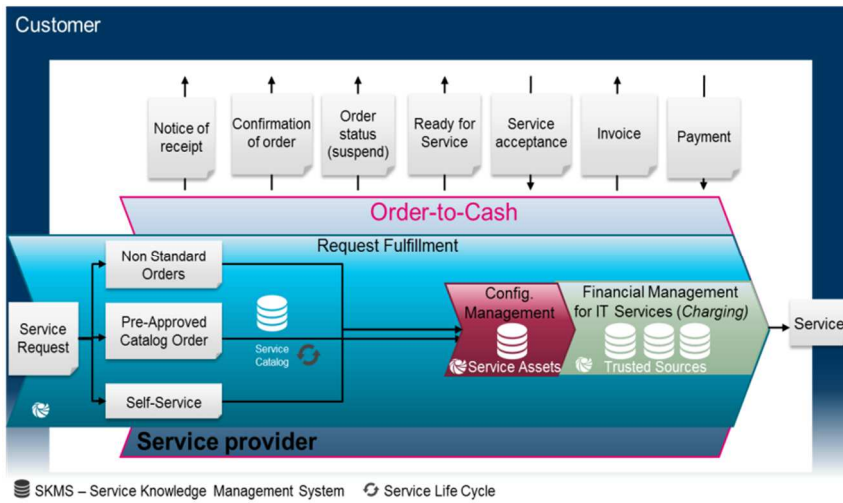 Customer
Notice of
receipt
Confirmation
of order
Order
status
(suspend)
Ready for
Service
Service
acceptance
Invoice
Payment
Order-to-Cash
Request Fulfillment
Non Standard
Orders
Service
Request
Pre-Approved
Catalog Order
Service
Catalog
Self-Service
Config.
Management
Service Assets
Financial Management
for IT Services (Charging)
Trusted Sources
Service
Service provider
SKMS – Service Knowledge Management System
Service Life Cycle